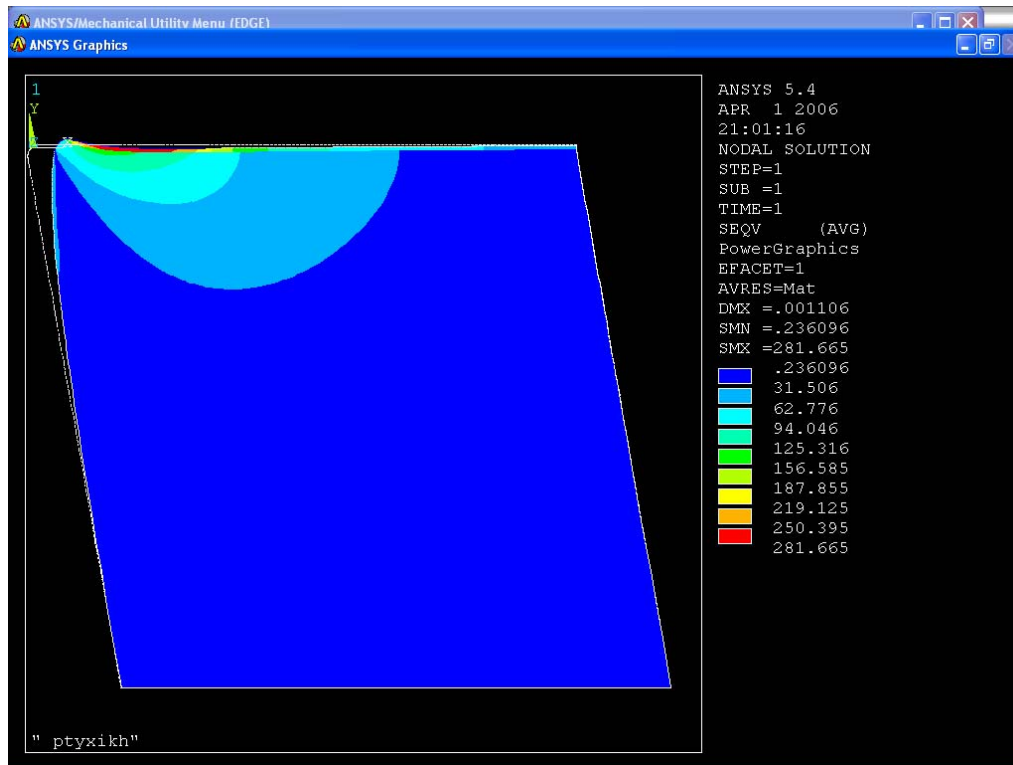 ANSYS/Mechanical Utility Menu (EDGE)
ANSYS Graphics
1
Y
X
ANSYS 5.4
APR 1 2006
21:01:16
NODAL SOLUTION
STEP=1
SUB =1
TIME=1
SEQV (AVG)
PowerGraphics
EFACET=1
AVRES=Mat
DMX =.001106
SMN =.236096
SMX =281.665
.236096
31.506
62.776
94.046
125.316
156.585
187.855
219.125
250.395
281.665
" ptyxikh"